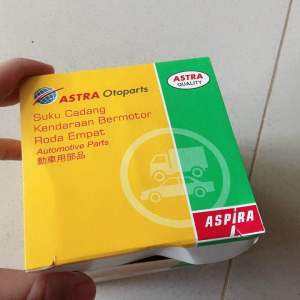 ASTRA Otoparts
ASTRA
QUALITY
Suku Cadang
Kendaraan Bermotor
Roda Empat
Automotive Parts
動車用部品
ASPIRA